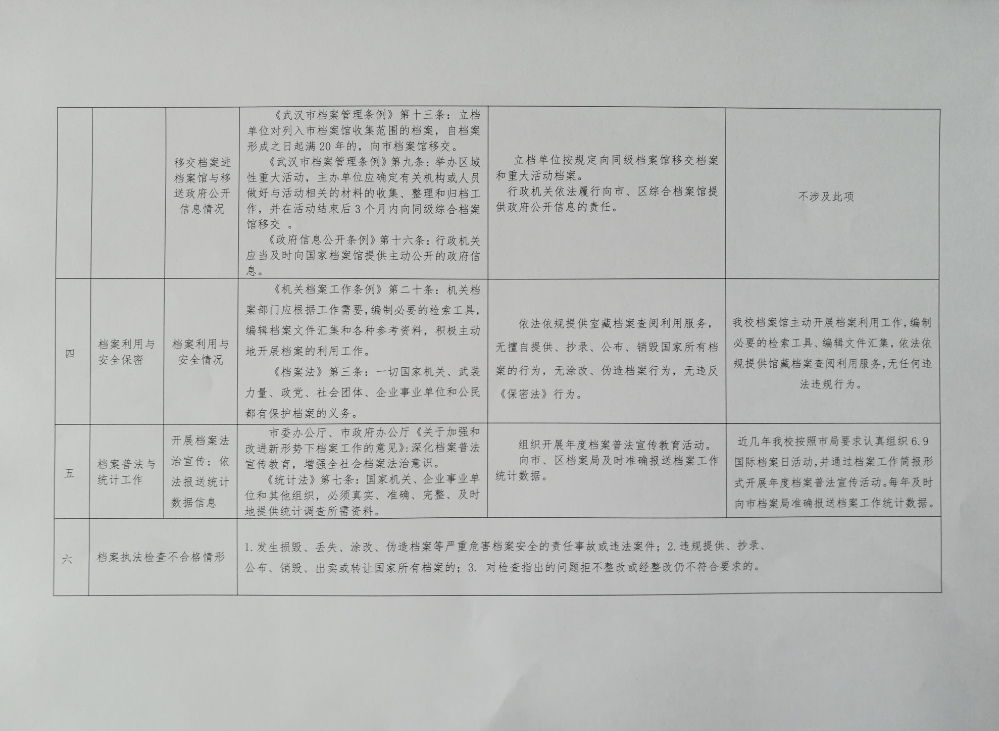 移交档案进
档案馆与移
送政府公开
信息情况
《武汉市档案管理条例》第十三条：立档
单位对列入市档案馆收集范围的档案，自档案
形成之日起满 20 年的，向市档案馆移交。
《武汉市档案管理条例》第九条：举办区域
性重大活动，主办单位应确定有关机构或人员
做好与活动相关的材料的收集、整理和归档工
作，并在活动结束后 3 个月内向同级综合档案
馆移交 。
《政府信息公开条例》第十六条：行政机关
应当及时向国家档案馆提供主动公开的政府信
息。
立档单位按规定向同级档案馆移交档案
和重大活动档案。
行政机关依法履行向市、区综合档案馆提
供政府公开信息的责任。
不涉及此项
四
档案利用与
安全保密
档案利用与
安全情况
《机关档案工作条例》第二十条：机关档
案部门应根据工作需要，编制必要的检索工具，
编辑档案文件汇集和各种参考资料，积极主动
地开展档案的利用工作。
《档案法》第三条：一切国家机关、武装
力量、政党、社会团体、企业事业单位和公民
都有保护档案的义务。
依法依规提供室藏档案查阅利用服务，
无擅自提供、抄录、公布、销毁国家所有档
案的行为，无涂改、伪造档案行为，无违反
《保密法》行为。
我校档案馆主动开展档案利用工作，编制
必要的检索工具、编辑文件汇集，依法依
规提供馆藏档案查阅利用服务，无任何违
法违规行为。
五
档案普法与
统计工作
开展档案法
治宣传；依
法报送统计
数据信息
市委办公厅、市政府办公厅《关于加强和
改进新形势下档案工作的意见》：深化档案普法
宣传教育，增强全社会档案法治意识。
《统计法》第七条：国家机关、企业事业单
位和其他组织，必须真实、准确、完整、及时
地提供统计调查所需资料。
组织开展年度档案普法宣传教育活动。
向市、区档案局及时准确报送档案工作
统计数据。
近几年我校按照市局要求认真组织 6.9
国际档案日活动，并通过档案工作简报形
式开展年度档案普法宣传活动。每年及时
向市档案局准确报送档案工作统计数据。
六
档案执法检查不合格情形
1.发生损毁、丢失、涂改、伪造档案等严重危害档案安全的责任事故或违法案件；2.违规提供、抄录、
公布、销毁、出卖或转让国家所有档案的；3. 对检查指出的问题拒不整改或经整改仍不符合要求的。